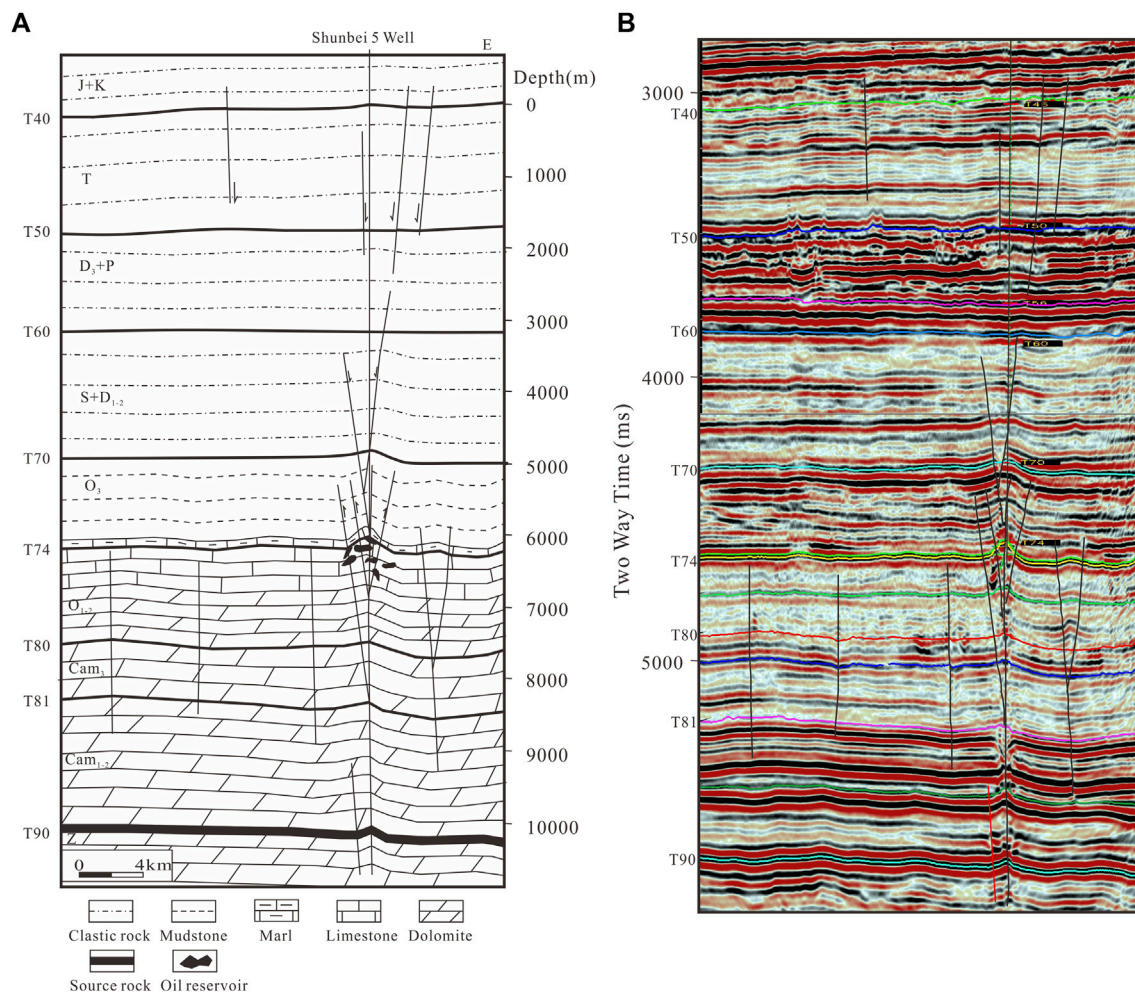 A
Shunbei 5 Well
E
Depth(m)
J+K
0
T40
T
1000
T50
2000
D₃+P
3000
T60
4000
S+D₁₋₂
T70
5000
O₃
6000
T74
O₁₋₂
7000
T80
Cam₃
8000
T81
Cam₁₋₂
9000
T90
10000
Z
0 4km
Clastic rock
Mudstone
Marl
Limestone
Dolomite
Source rock
Oil reservoir
B
Two Way Time (ms)
3000
T40
T50
T50
T60
T60
4000
T70
T74
T74
T80
5000
T81
T90